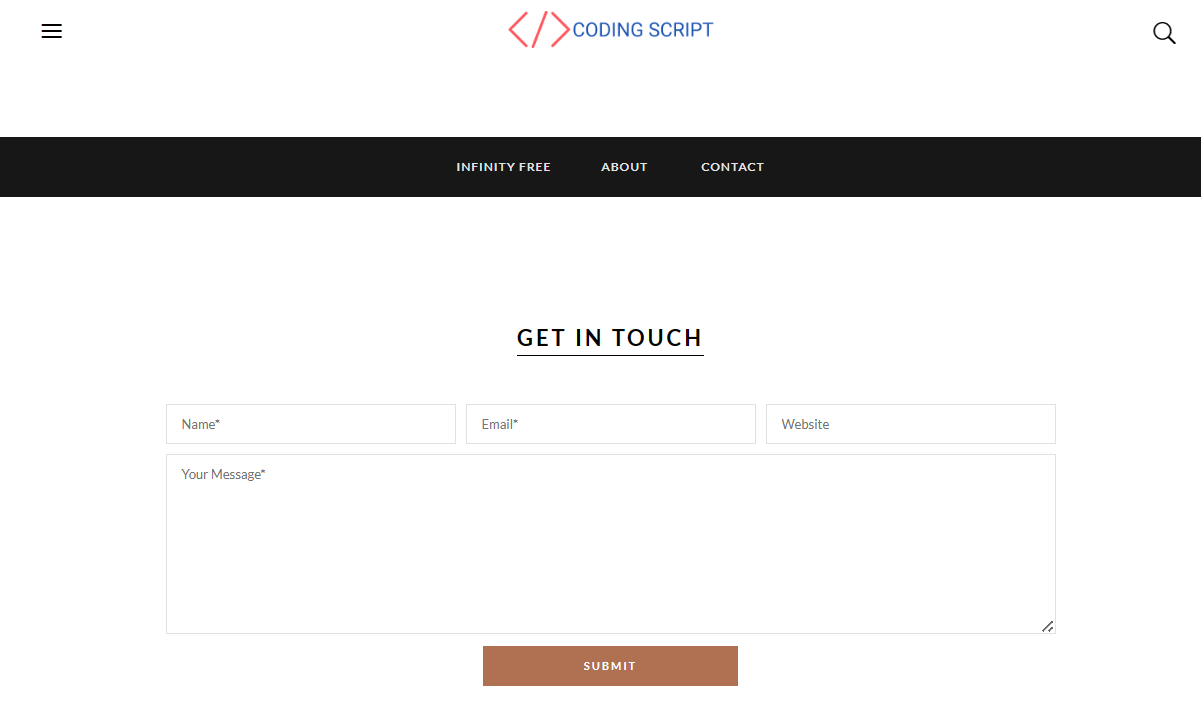 </>CODING SCRIPT
INFINITY FREE ABOUT CONTACT
GET IN TOUCH
Name* Email* Website
Your Message*
SUBMIT